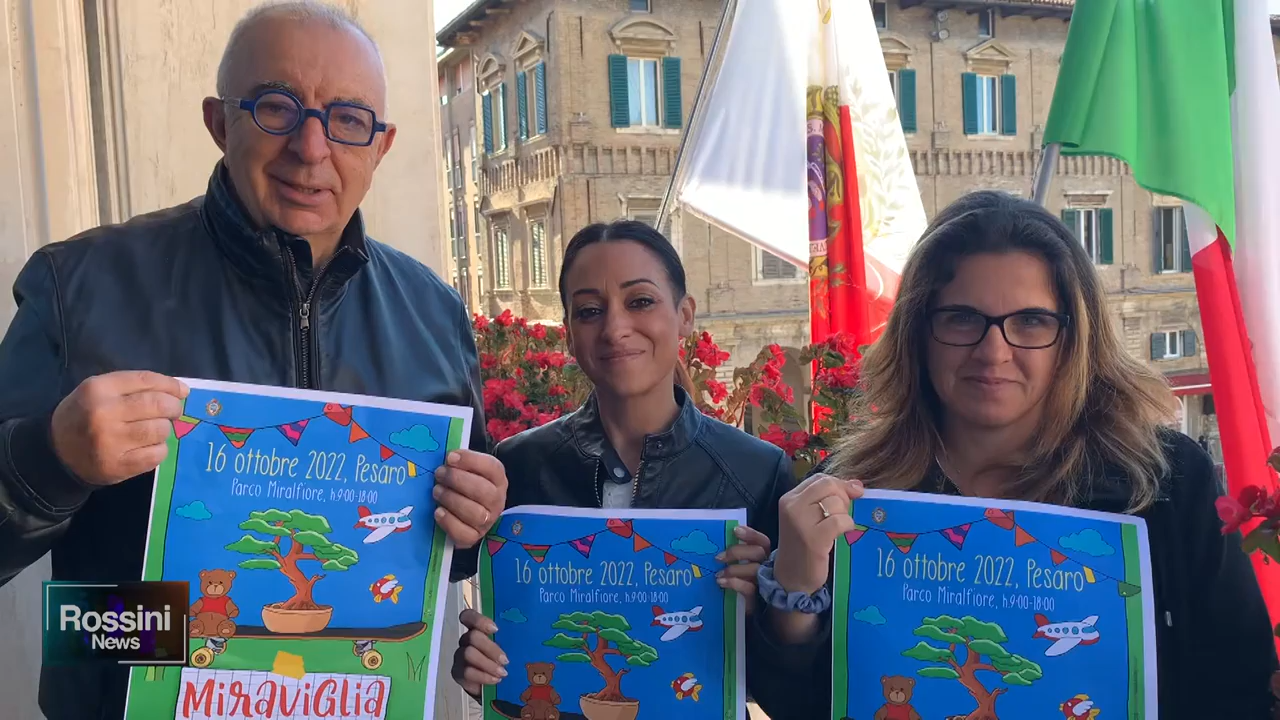 16 ottobre 2022, Pesaro
Parco Miralfiore, h.9:00-18:00
MiraviGlia
16 ottobre 2022, Pesaro
Parco Miralfiore, h.9:00-18:00
16 ottobre 2022, Pesaro
Parco Miralfiore, h.9:00-18:00
Rossini
News